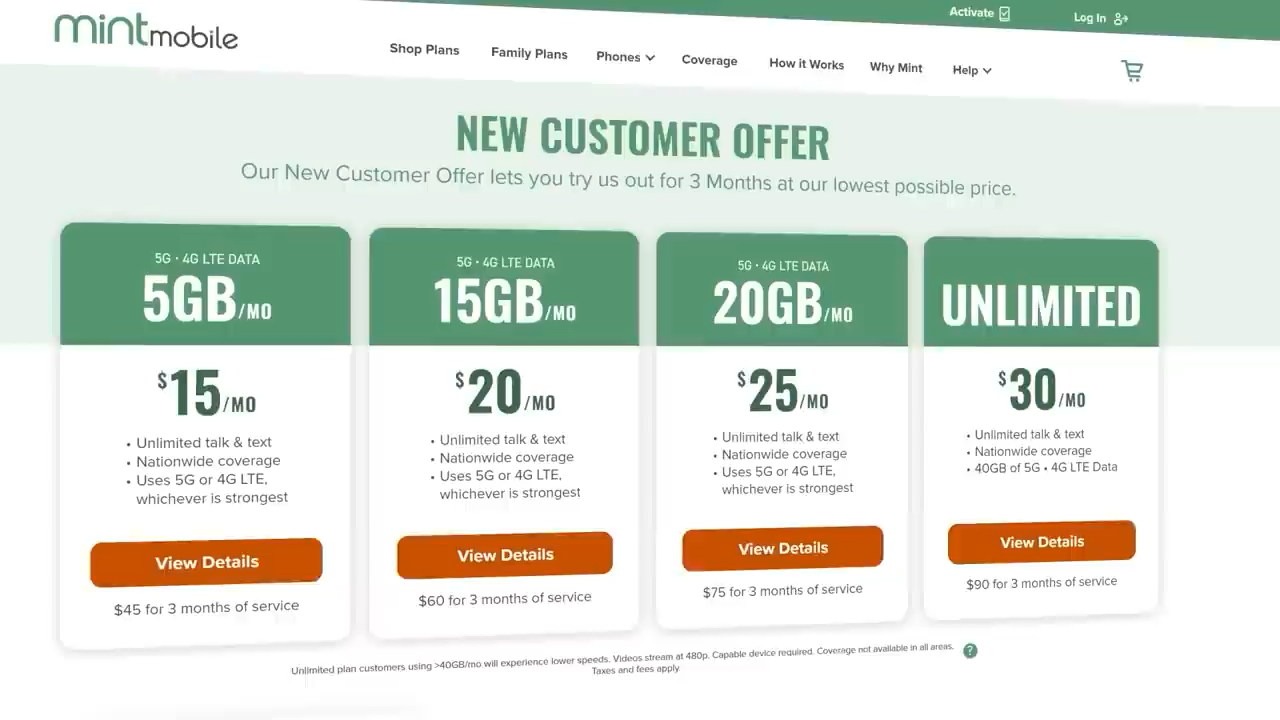 mintmobile
Activate
Log In
Shop Plans
Family Plans
Phones
Coverage
How it Works
Why Mint
Help
NEW CUSTOMER OFFER
Our New Customer Offer lets you try us out for 3 Months at our lowest possible price.
5G · 4G LTE DATA
5GB/MO
$15/MO
• Unlimited talk & text
• Nationwide coverage
• Uses 5G or 4G LTE,
whichever is strongest
View Details
$45 for 3 months of service
5G · 4G LTE DATA
15GB/MO
$20/MO
• Unlimited talk & text
• Nationwide coverage
• Uses 5G or 4G LTE,
whichever is strongest
View Details
$60 for 3 months of service
5G · 4G LTE DATA
20GB/MO
$25/MO
• Unlimited talk & text
• Nationwide coverage
• Uses 5G or 4G LTE,
whichever is strongest
View Details
$75 for 3 months of service
UNLIMITED
$30/MO
• Unlimited talk & text
• Nationwide coverage
• 40GB of 5G • 4G LTE Data
View Details
$90 for 3 months of service
Unlimited plan customers using >40GB/mo will experience lower speeds. Videos stream at 480p. Capable device required. Coverage not available in all areas. ?
Taxes and fees apply